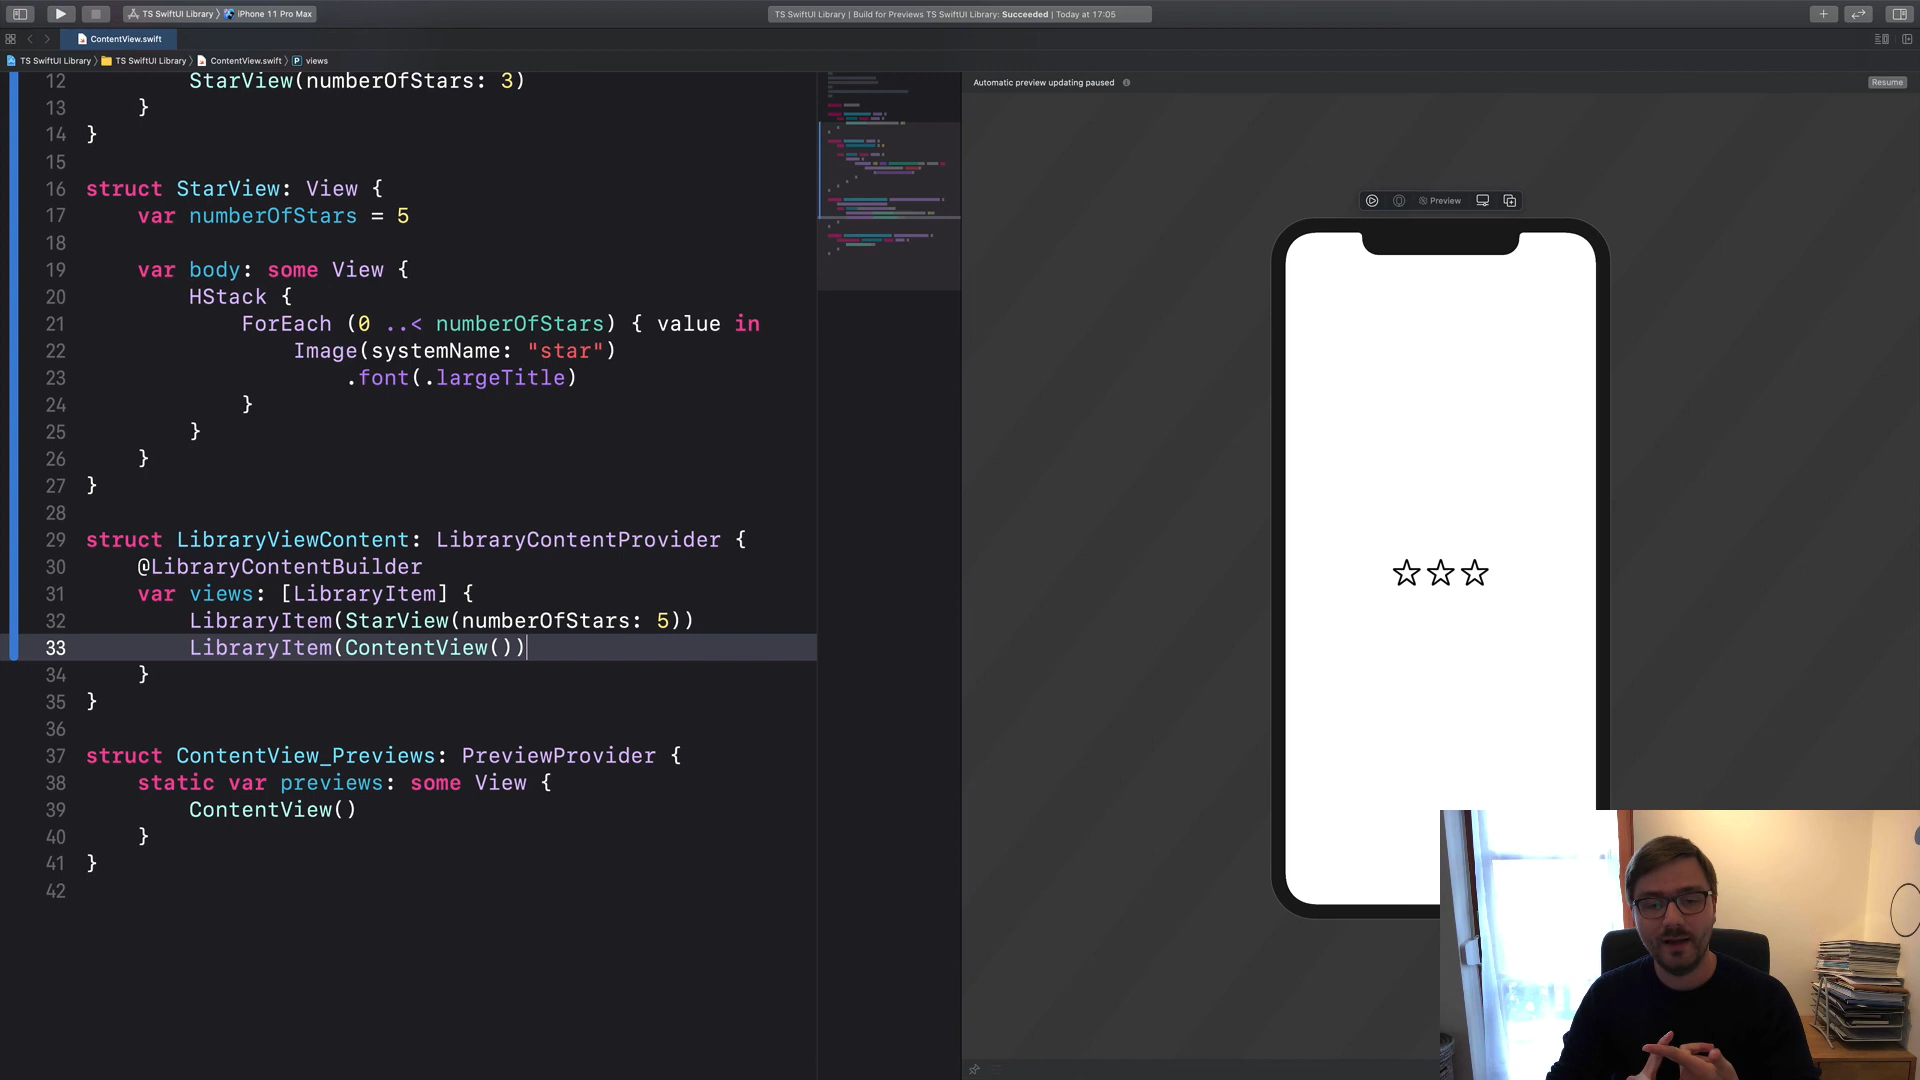 TS SwiftUI Library › iPhone 11 Pro Max
TS SwiftUI Library | Build for Previews TS SwiftUI Library: Succeeded | Today at 17:05
ContentView.swift
TS SwiftUI Library › TS SwiftUI Library › ContentView.swift › P views
12 StarView(numberOfStars: 3)
13 }
14 }
15
16 struct StarView: View {
17 var numberOfStars = 5
18
19 var body: some View {
20 HStack {
21 ForEach (0 ..< numberOfStars) { value in
22 Image(systemName: "star")
23 .font(.largeTitle)
24 }
25 }
26 }
27 }
28
29 struct LibraryViewContent: LibraryContentProvider {
30 @LibraryContentBuilder
31 var views: [LibraryItem] {
32 LibraryItem(StarView(numberOfStars: 5))
33 LibraryItem(ContentView())
34 }
35 }
36
37 struct ContentView_Previews: PreviewProvider {
38 static var previews: some View {
39 ContentView()
40 }
41 }
42
Automatic preview updating paused
Resume
Preview